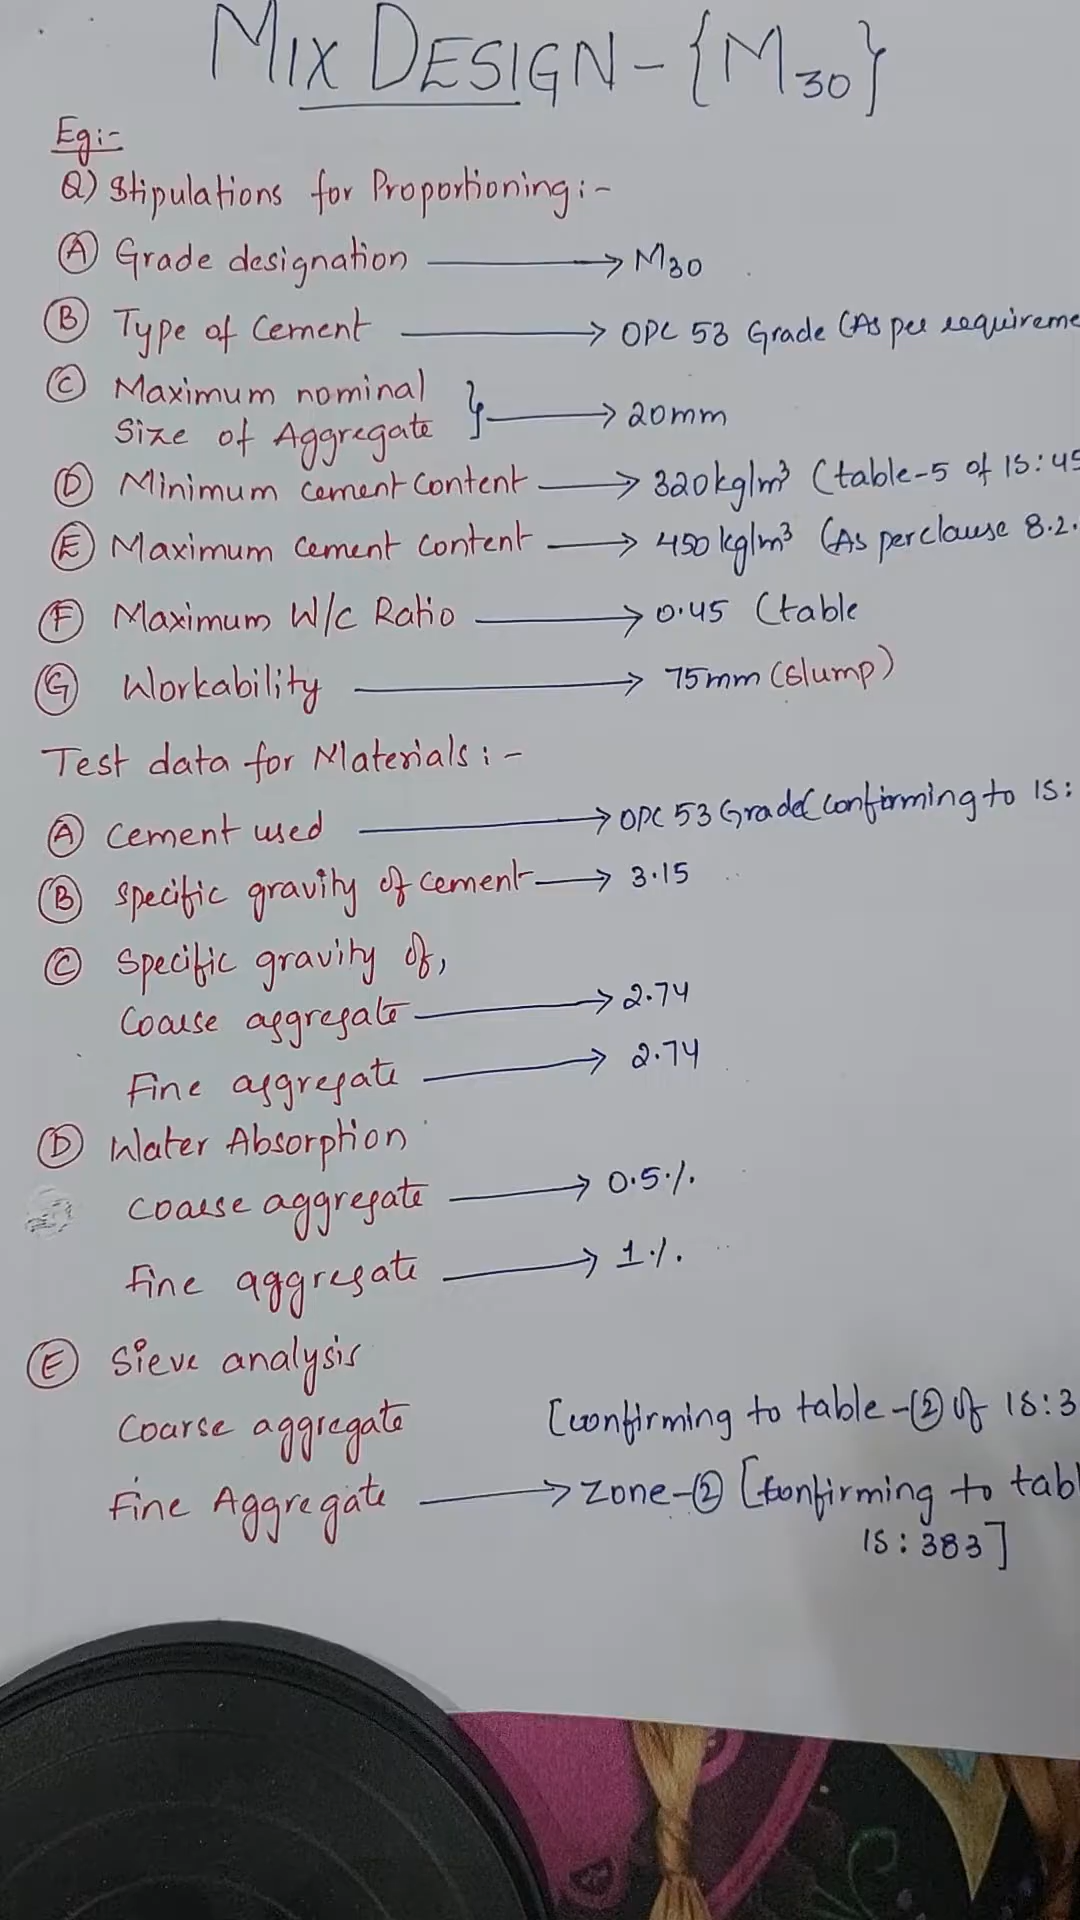 MIX DESIGN - {M30}
Eg:-
Q) Stipulations for Proportioning :-
(A) Grade designation → M30
(B) Type of Cement → OPC 53 Grade (As per requireme
(C) Maximum nominal
Size of Aggregate } → 20mm
(D) Minimum cement content → 320kg/m³ (table-5 of IS:45
(E) Maximum cement content → 450 kg/m³ (As per clause 8.2.
(F) Maximum W/C Ratio → 0.45 (table
(G) Workability → 75mm (slump)
Test data for Materials :-
(A) Cement used → OPC 53 Grade (confirming to IS:
(B) Specific gravity of cement → 3.15
(C) Specific gravity of,
Coarse aggregate → 2.74
Fine aggregate → 2.74
(D) Water Absorption
Coarse aggregate → 0.5%.
Fine aggregate → 1%.
(E) Sieve analysis
Coarse aggregate [confirming to table-(2) of IS:3
Fine Aggregate → Zone-(2) [confirming to tabl
IS : 383]